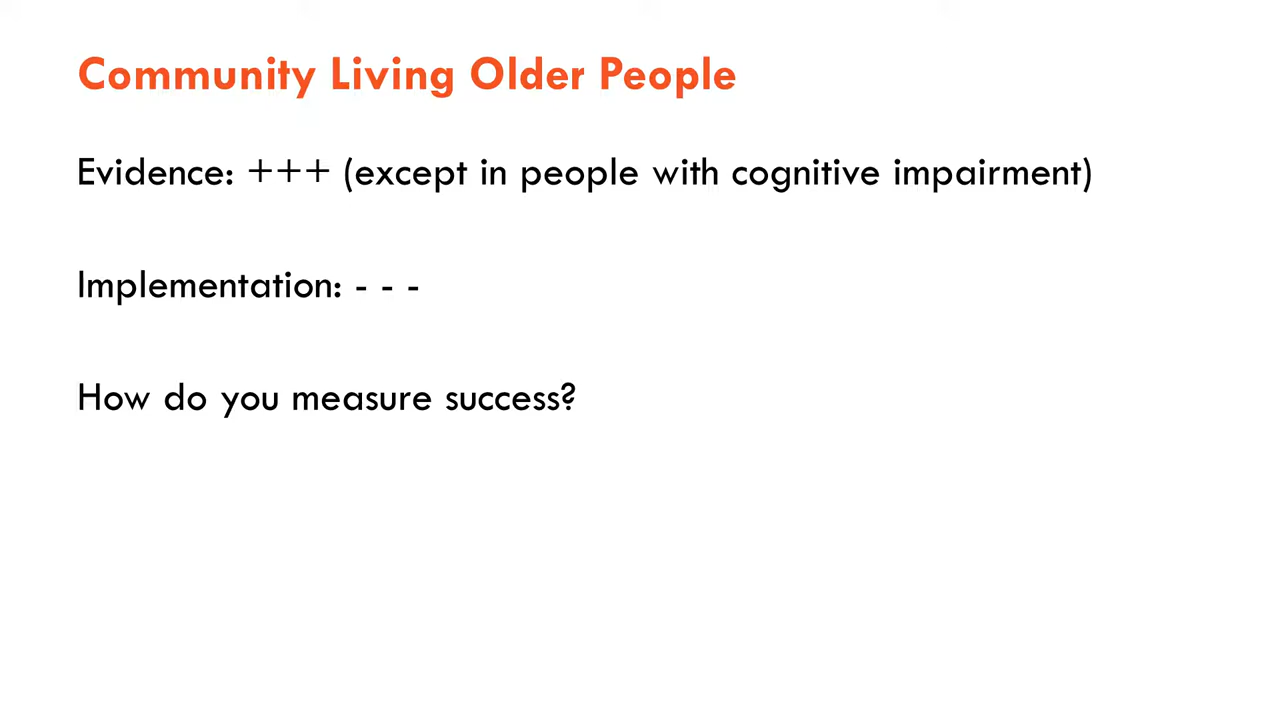 Community Living Older People
Evidence: +++ (except in people with cognitive impairment)
Implementation: - - -
How do you measure success?